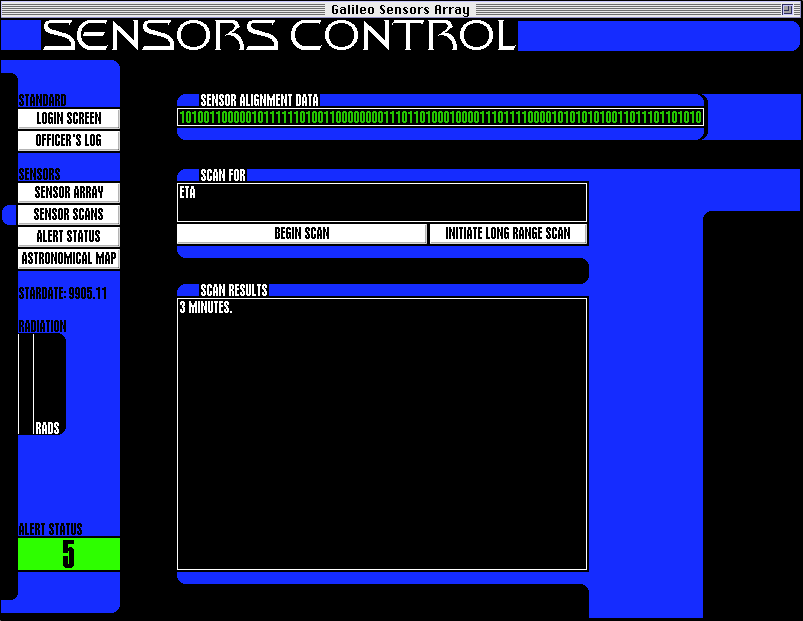 Galileo Sensors Array
SENSORS CONTROL
STANDARD
LOGIN SCREEN
OFFICER'S LOG
SENSORS
SENSOR ARRAY
SENSOR SCANS
ALERT STATUS
ASTRONOMICAL MAP
STARDATE: 9905.11
RADIATION
RADS
ALERT STATUS
5
SENSOR ALIGNMENT DATA
SCAN FOR
ETA
BEGIN SCAN
INITIATE LONG RANGE SCAN
SCAN RESULTS
3 MINUTES.